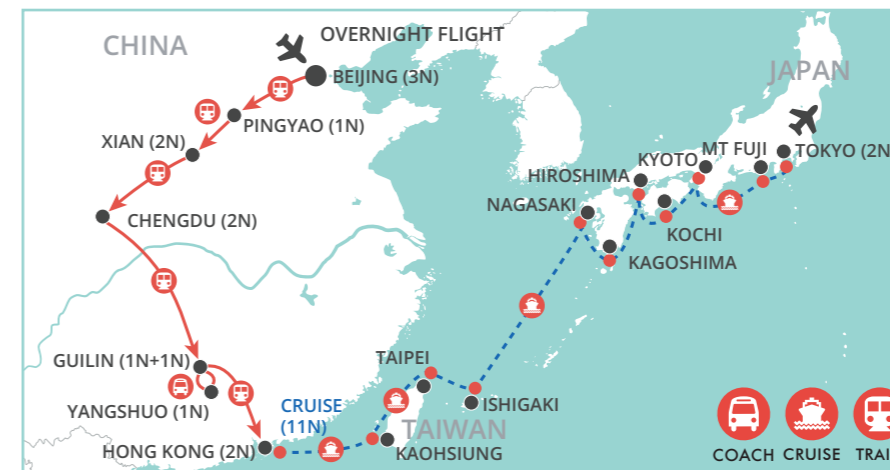 CHINA
OVERNIGHT FLIGHT
BEIJING (3N)
JAPAN
PINGYAO (1N)
XIAN (2N)
KYOTO
MT FUJI
TOKYO (2N
HIROSHIMA
NAGASAKI
CHENGDU (2N)
KOCHI
KAGOSHIMA
GUILIN (1N+1N)
TAIPEI
YANGSHUO (1N)
CRUISE
(11N)
ISHIGAKI
TAIWAN
HONG KONG (2N)
KAOHSIUNG
COACH
CRUISE
TRAI